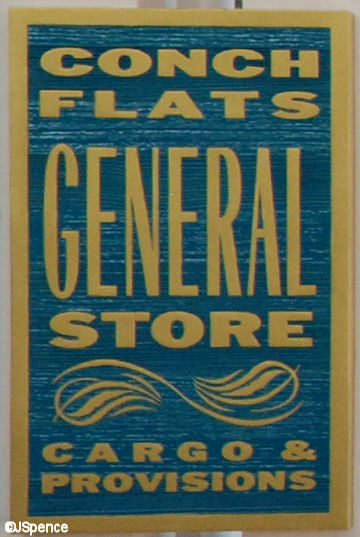 CONCH
FLATS
GENERAL
STORE
CARGO &
PROVISIONS
©JSpence